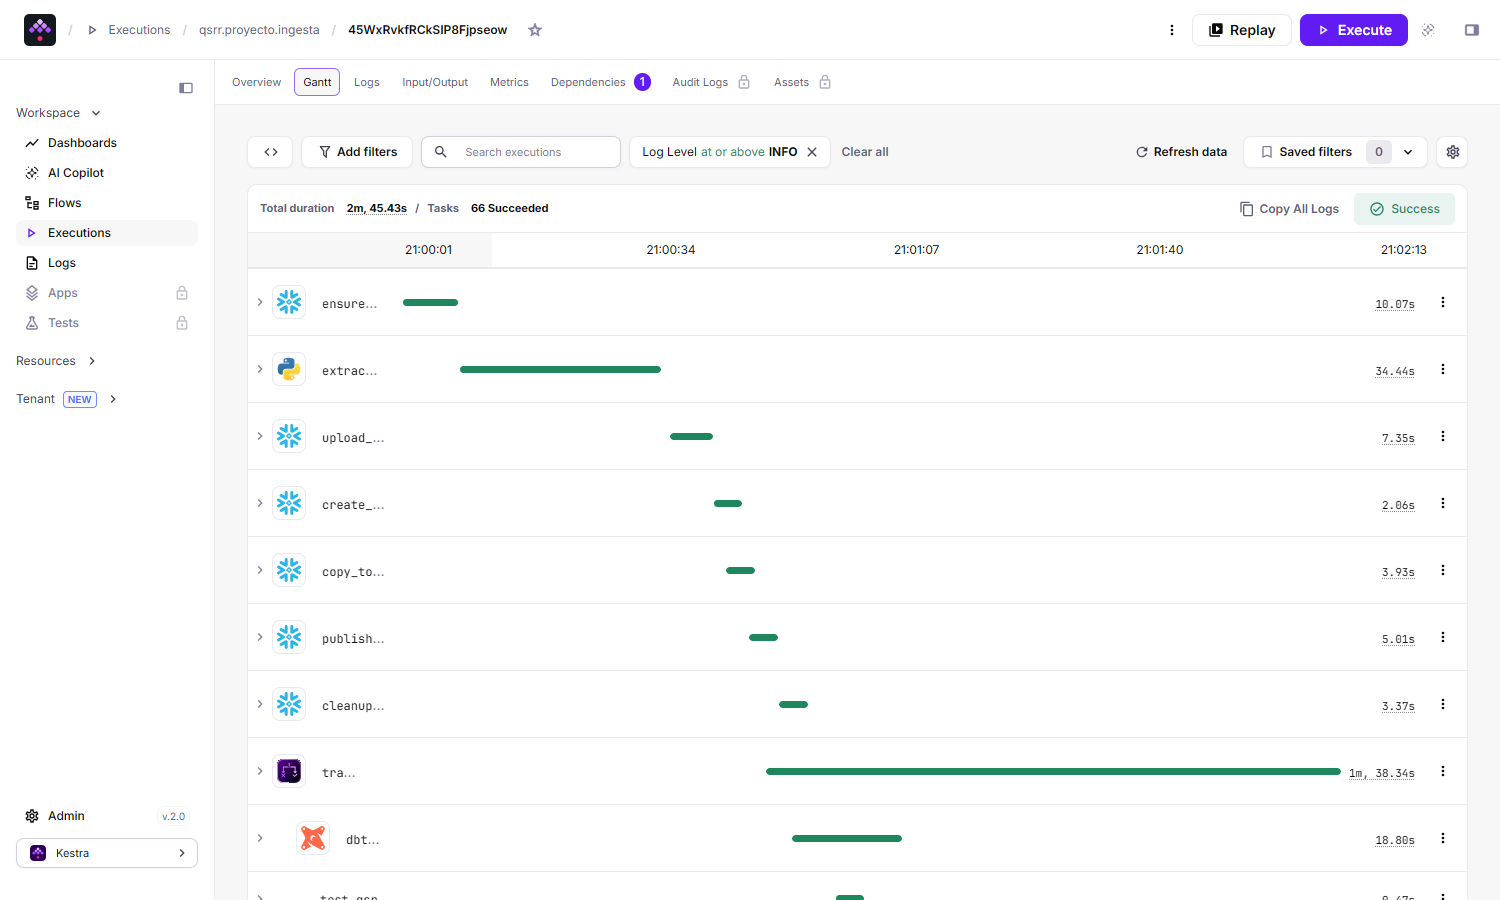 / Executions / qsrr.proyecto.ingesta / 45WxRvkfRCkSIP8Fjpseow
Replay
Execute
Overview Gantt Logs Input/Output Metrics Dependencies 1 Audit Logs Assets
Workspace
Dashboards
AI Copilot
Flows
Executions
Logs
Apps
Tests
Resources
Tenant NEW
Admin v.2.0
Kestra
Add filters Search executions Log Level at or above INFO Clear all Refresh data Saved filters 0
Total duration 2m, 45.43s / Tasks 66 Succeeded Copy All Logs Success
21:00:01 21:00:34 21:01:07 21:01:40 21:02:13
ensure... 10.07s
extrac... 34.44s
upload_... 7.35s
create_... 2.06s
copy_to... 3.93s
publish... 5.01s
cleanup... 3.37s
tra... 1m, 38.34s
dbt... 18.80s